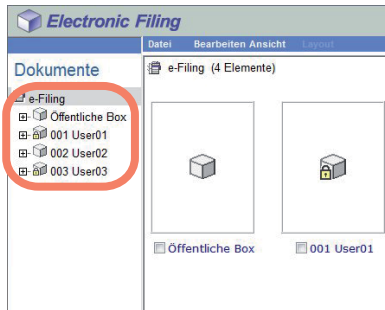 Electronic Filing
Datei Bearbeiten Ansicht Layout
Dokumente
e-Filing
Öffentliche Box
001 User01
002 User02
003 User03
e-Filing (4 Elemente)
Öffentliche Box
001 User01